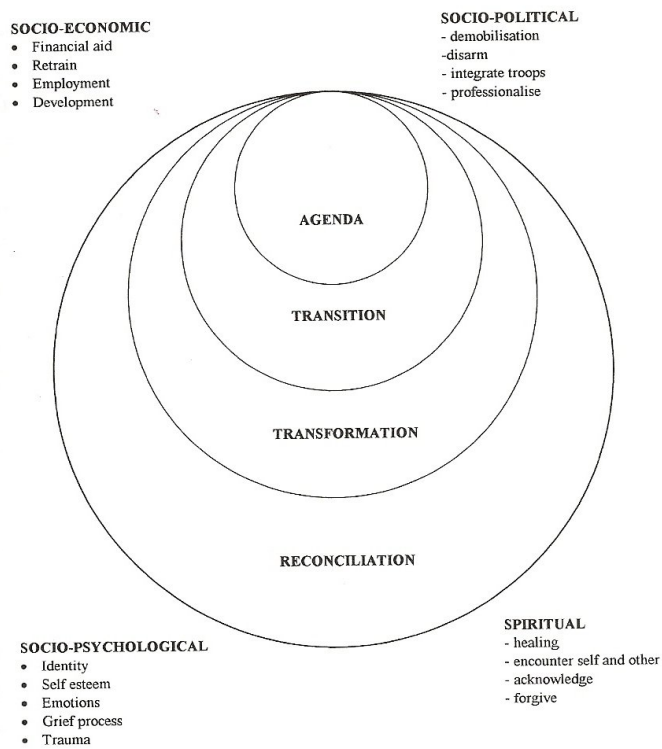 SOCIO-ECONOMIC
• Financial aid
• Retrain
• Employment
• Development
SOCIO-POLITICAL
- demobilisation
-disarm
- integrate troops
- professionalise
AGENDA
TRANSITION
TRANSFORMATION
RECONCILIATION
SOCIO-PSYCHOLOGICAL
• Identity
• Self esteem
• Emotions
• Grief process
• Trauma
SPIRITUAL
- healing
- encounter self and other
- acknowledge
- forgive